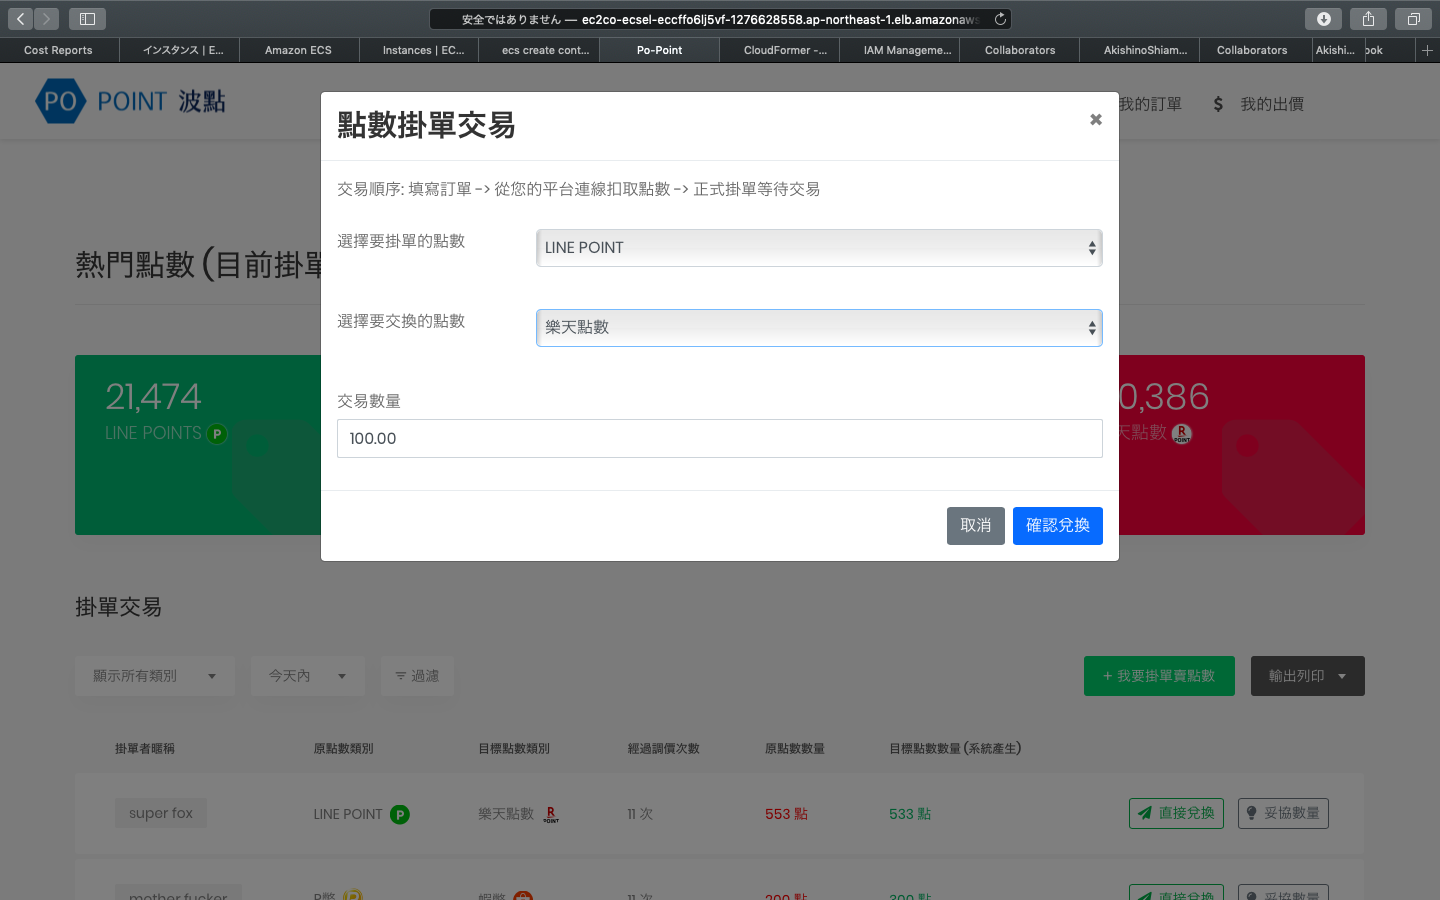 安全ではありません — ec2co-ecsel-eccffo6lj5vf-1276628558.ap-northeast-1.elb.amazonaws
Cost Reports
インスタンス | E...
Amazon ECS
Instances | EC...
ecs create cont...
Po-Point
CloudFormer -...
IAM Manageme...
Collaborators
AkishinoShiam...
Collaborators
Akishi...
ook
PO POINT 波點
我的訂單
$ 我的出價
點數掛單交易
交易順序: 填寫訂單 -> 從您的平台連線扣取點數 -> 正式掛單等待交易
選擇要掛單的點數
LINE POINT
選擇要交換的點數
樂天點數
交易數量
100.00
取消
確認兌換
熱門點數 (目前掛單
21,474
LINE POINTS P
0,386
天點數 R POINT
掛單交易
顯示所有類別
今天內
過濾
+ 我要掛單賣點數
輸出列印
掛單者暱稱
原點數類別
目標點數類別
經過調價次數
原點數數量
目標點數數量 (系統產生)
super fox
LINE POINT P
樂天點數 R POINT
11 次
553 點
533 點
直接兌換
妥協數量
mother fucker
P幣 P
蝦幣
11 次
200 點
300 點
直接兌換
妥協數量